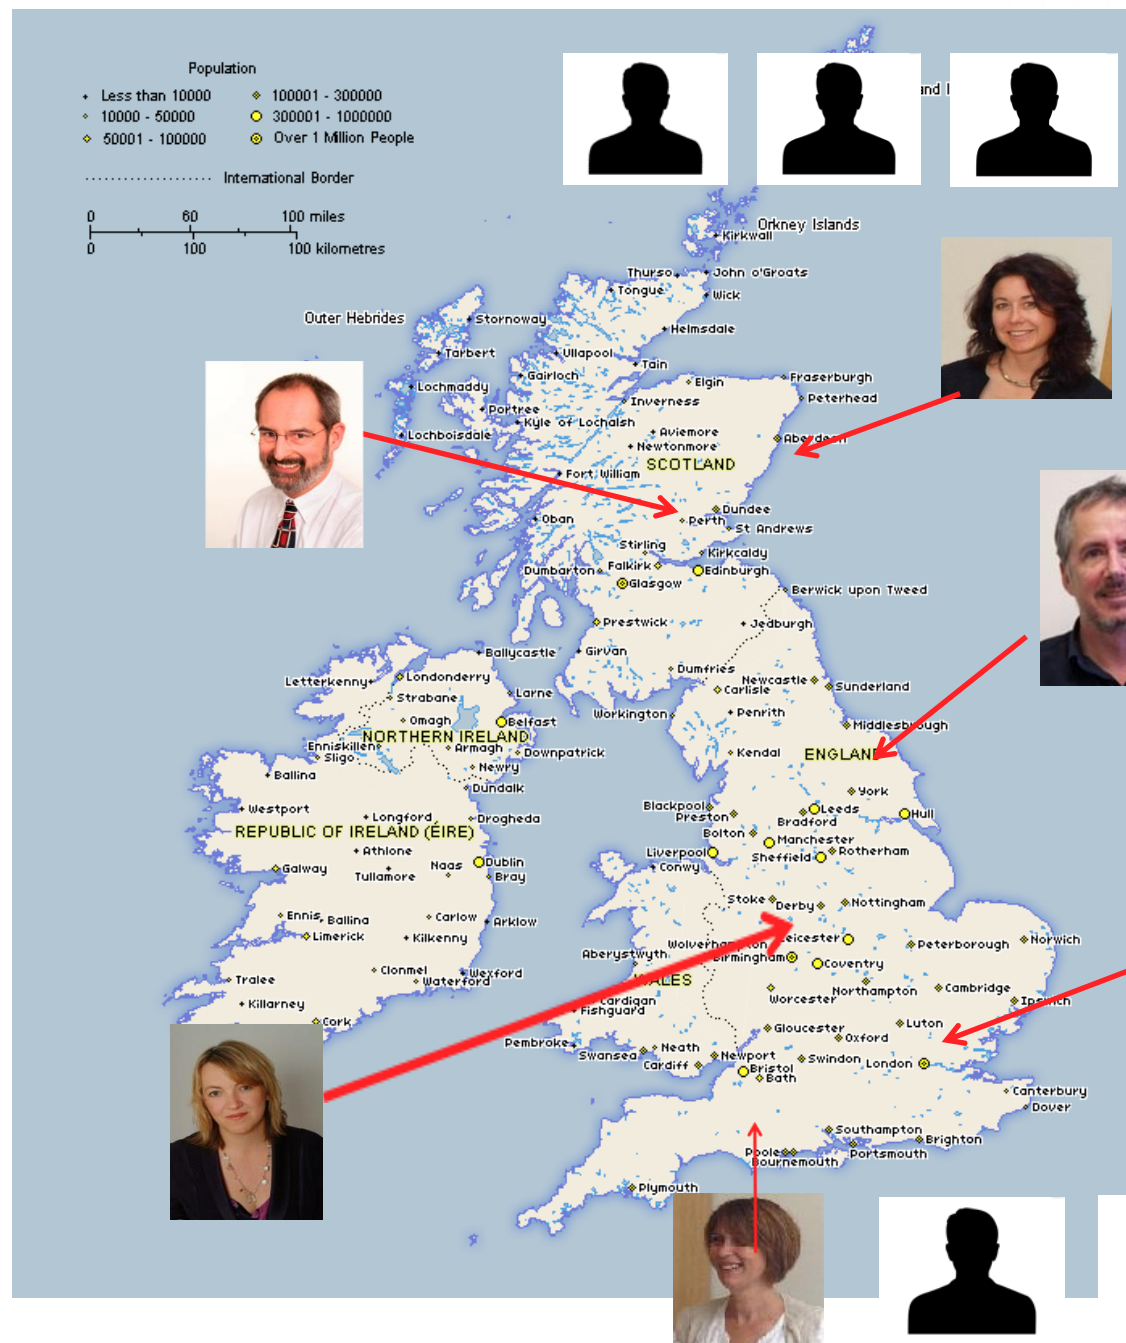 Population
Less than 10000
100001 - 300000
10000 - 50000
300001 - 1000000
50001 - 100000
Over 1 Million People
International Border
0 60 100 miles
0 100 100 kilometres
Orkney Islands
Kirkwall
Thurso
John o'Groats
Tongue
Wick
Outer Hebrides
Stornoway
Helmsdale
Tarbert
Ullapool
Tain
Gairloch
Elgin
Fraserburgh
Lochmaddy
Peterhead
Portree
Inverness
Kyle of Lochalsh
Aviemore
Lochboisdale
Aberdeen
Newtonmore
SCOTLAND
Fort William
Dundee
Oban
Perth
St Andrews
Stirling
Kirkcaldy
Dumbarton
Falkirk
Edinburgh
Glasgow
Berwick upon Tweed
Prestwick
Jedburgh
Ballycastle
Girvan
Letterkenny
Londonderry
Dumfries
Newcastle
Sunderland
Strabane
Larne
Carlisle
Omagh
Belfast
Workington
Penrith
Middlesbrough
NORTHERN IRELAND
Enniskillen
Armagh
Downpatrick
Kendal
ENGLAND
Sligo
Newry
Ballina
Dundalk
York
Westport
Longford
Drogheda
Blackpool
Preston
Leeds
Hull
Bradford
REPUBLIC OF IRELAND (ÉIRE)
Bolton
Manchester
Athlone
Liverpool
Sheffield
Rotherham
Galway
Tullamore
Naas
Dublin
Bray
Conwy
Stoke
Derby
Nottingham
Ennis
Ballina
Carlow
Arklow
Limerick
Kilkenny
Wolverhampton
Leicester
Peterborough
Norwich
Aberystwyth
Birmingham
Coventry
Tralee
Clonmel
Wexford
Waterford
WALES
Worcester
Northampton
Cambridge
Killarney
Cardigan
Ipswich
Fishguard
Cork
Gloucester
Oxford
Luton
Pembroke
Swansea
Neath
Newport
Swindon
London
Cardiff
Bristol
Bath
Canterbury
Dover
Southampton
Brighton
Poole
Portsmouth
Bournemouth
Plymouth